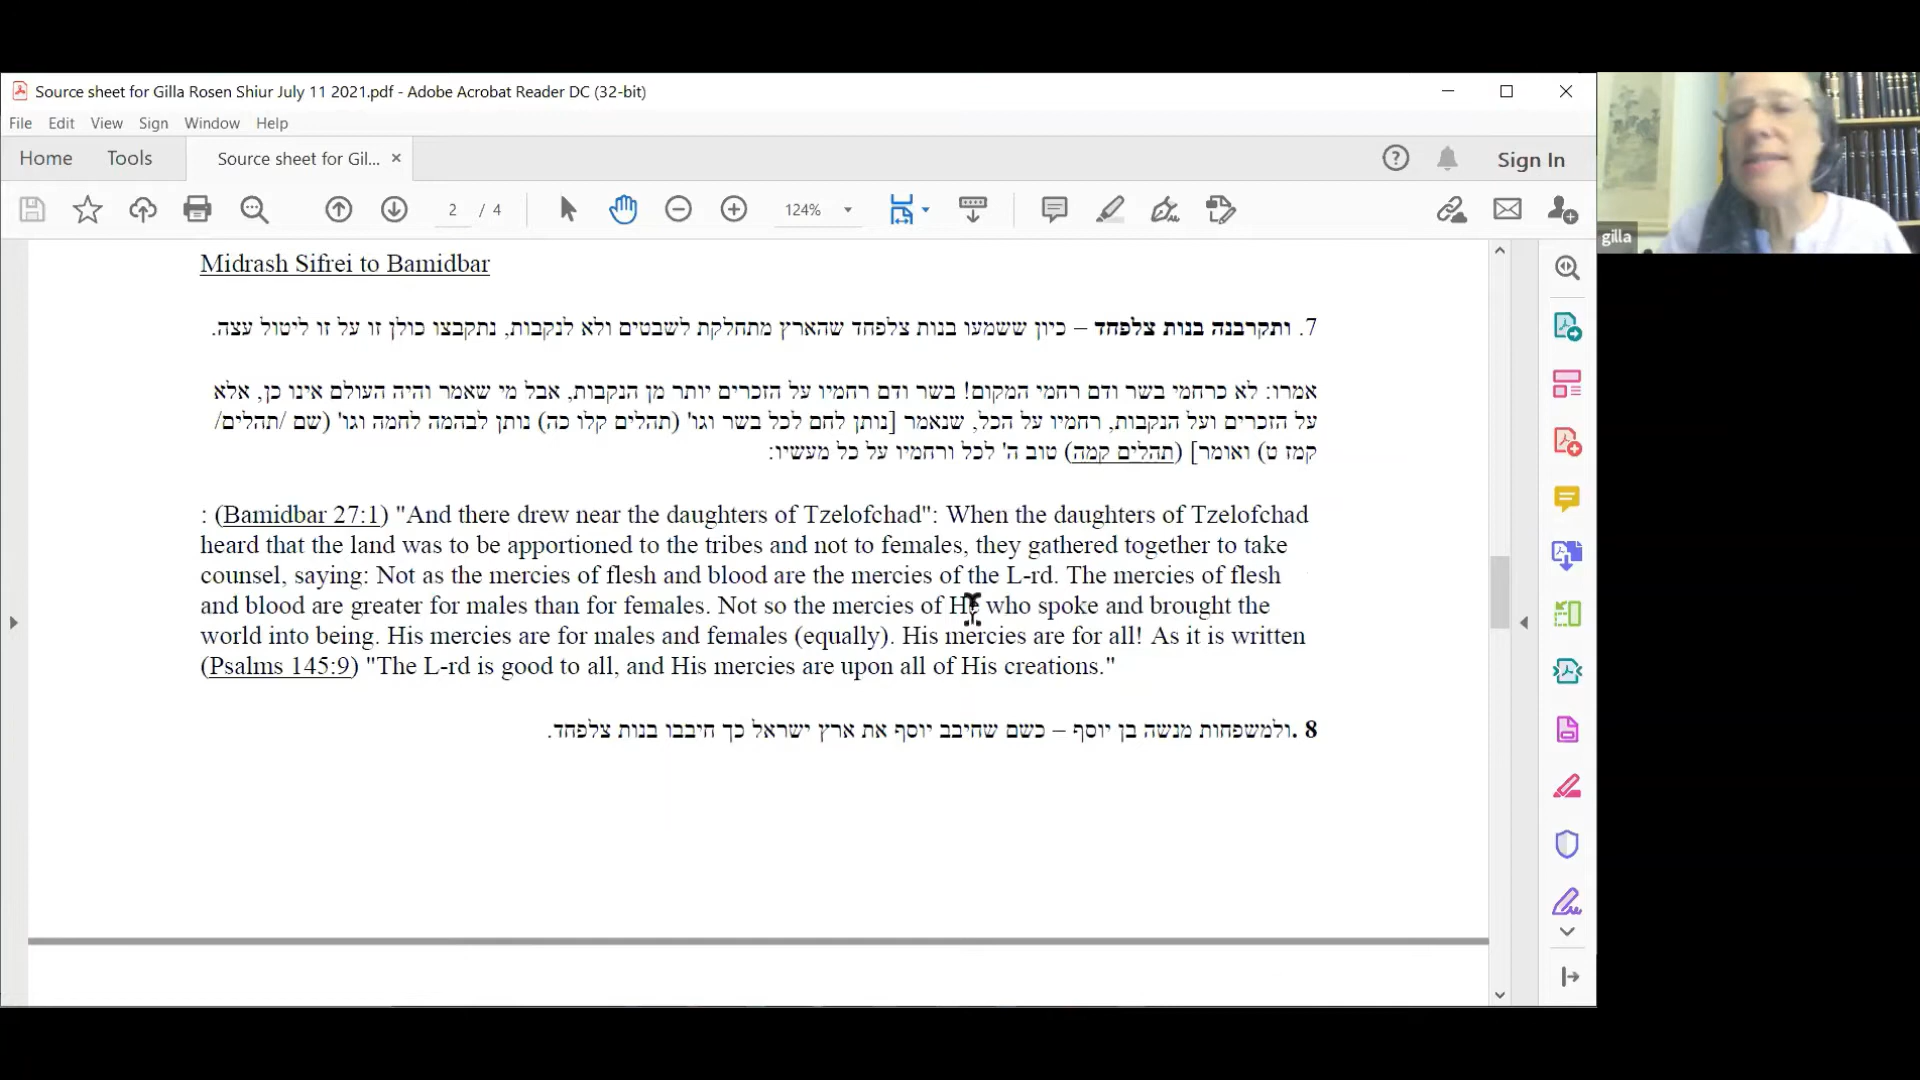 Source sheet for Gilla Rosen Shiur July 11 2021.pdf - Adobe Acrobat Reader DC (32-bit)
File Edit View Sign Window Help
Home Tools Source sheet for Gil... × Sign In
2 / 4 124%
gilla
Midrash Sifrei to Bamidbar
7. ותקרבנה בנות צלפחד – כיון ששמעו בנות צלפחד שהארץ מתחלקת לשבטים ולא לנקבות, נתקבצו כולן זו על זו ליטול עצה.
אמרו: לא כרחמי בשר ודם רחמי המקום! בשר ודם רחמיו על הזכרים יותר מן הנקבות, אבל מי שאמר והיה העולם אינו כן, אלא
על הזכרים ועל הנקבות, רחמיו על הכל, שנאמר [נותן לחם לכל בשר וגו' (תהלים קלו כה) נותן לבהמה לחמה וגו' (שם /תהלים/
קמז ט) ואומר] (תהלים קמה) טוב ה' לכל ורחמיו על כל מעשיו:
: (Bamidbar 27:1) "And there drew near the daughters of Tzelofchad": When the daughters of Tzelofchad
heard that the land was to be apportioned to the tribes and not to females, they gathered together to take
counsel, saying: Not as the mercies of flesh and blood are the mercies of the L-rd. The mercies of flesh
and blood are greater for males than for females. Not so the mercies of He who spoke and brought the
world into being. His mercies are for males and females (equally). His mercies are for all! As it is written
(Psalms 145:9) "The L-rd is good to all, and His mercies are upon all of His creations."
8 .ולמשפחות מנשה בן יוסף – כשם שחיבב יוסף את ארץ ישראל כך חיבבו בנות צלפחד.